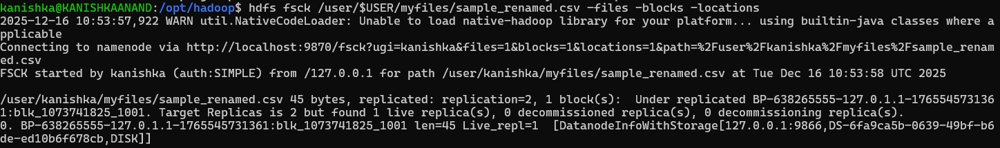 kanishka@KANISHKAANAND:/opt/hadoop$ hdfs fsck /user/$USER/myfiles/sample_renamed.csv -files -blocks -locations
2025-12-16 10:53:57,922 WARN util.NativeCodeLoader: Unable to load native-hadoop library for your platform... using builtin-java classes where a
pplicable
Connecting to namenode via http://localhost:9870/fsck?ugi=kanishka&files=1&blocks=1&locations=1&path=%2Fuser%2Fkanishka%2Fmyfiles%2Fsample_renam
ed.csv
FSCK started by kanishka (auth:SIMPLE) from /127.0.0.1 for path /user/kanishka/myfiles/sample_renamed.csv at Tue Dec 16 10:53:58 UTC 2025

/user/kanishka/myfiles/sample_renamed.csv 45 bytes, replicated: replication=2, 1 block(s):  Under replicated BP-638265555-127.0.1.1-176554573136
1:blk_1073741825_1001. Target Replicas is 2 but found 1 live replica(s), 0 decommissioned replica(s), 0 decommissioning replica(s).
0. BP-638265555-127.0.1.1-1765545731361:blk_1073741825_1001 len=45 Live_repl=1  [DatanodeInfoWithStorage[127.0.0.1:9866,DS-6fa9ca5b-0639-49bf-b6
de-ed10b6f678cb,DISK]]